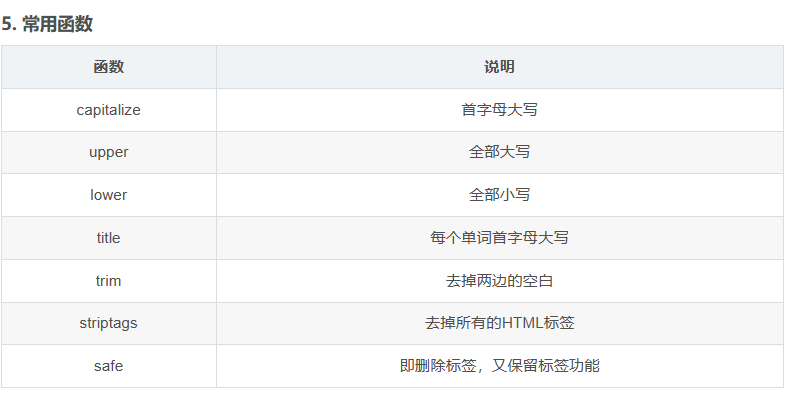 5. 常用函数
函数 说明
capitalize 首字母大写
upper 全部大写
lower 全部小写
title 每个单词首字母大写
trim 去掉两边的空白
striptags 去掉所有的HTML标签
safe 即删除标签，又保留标签功能